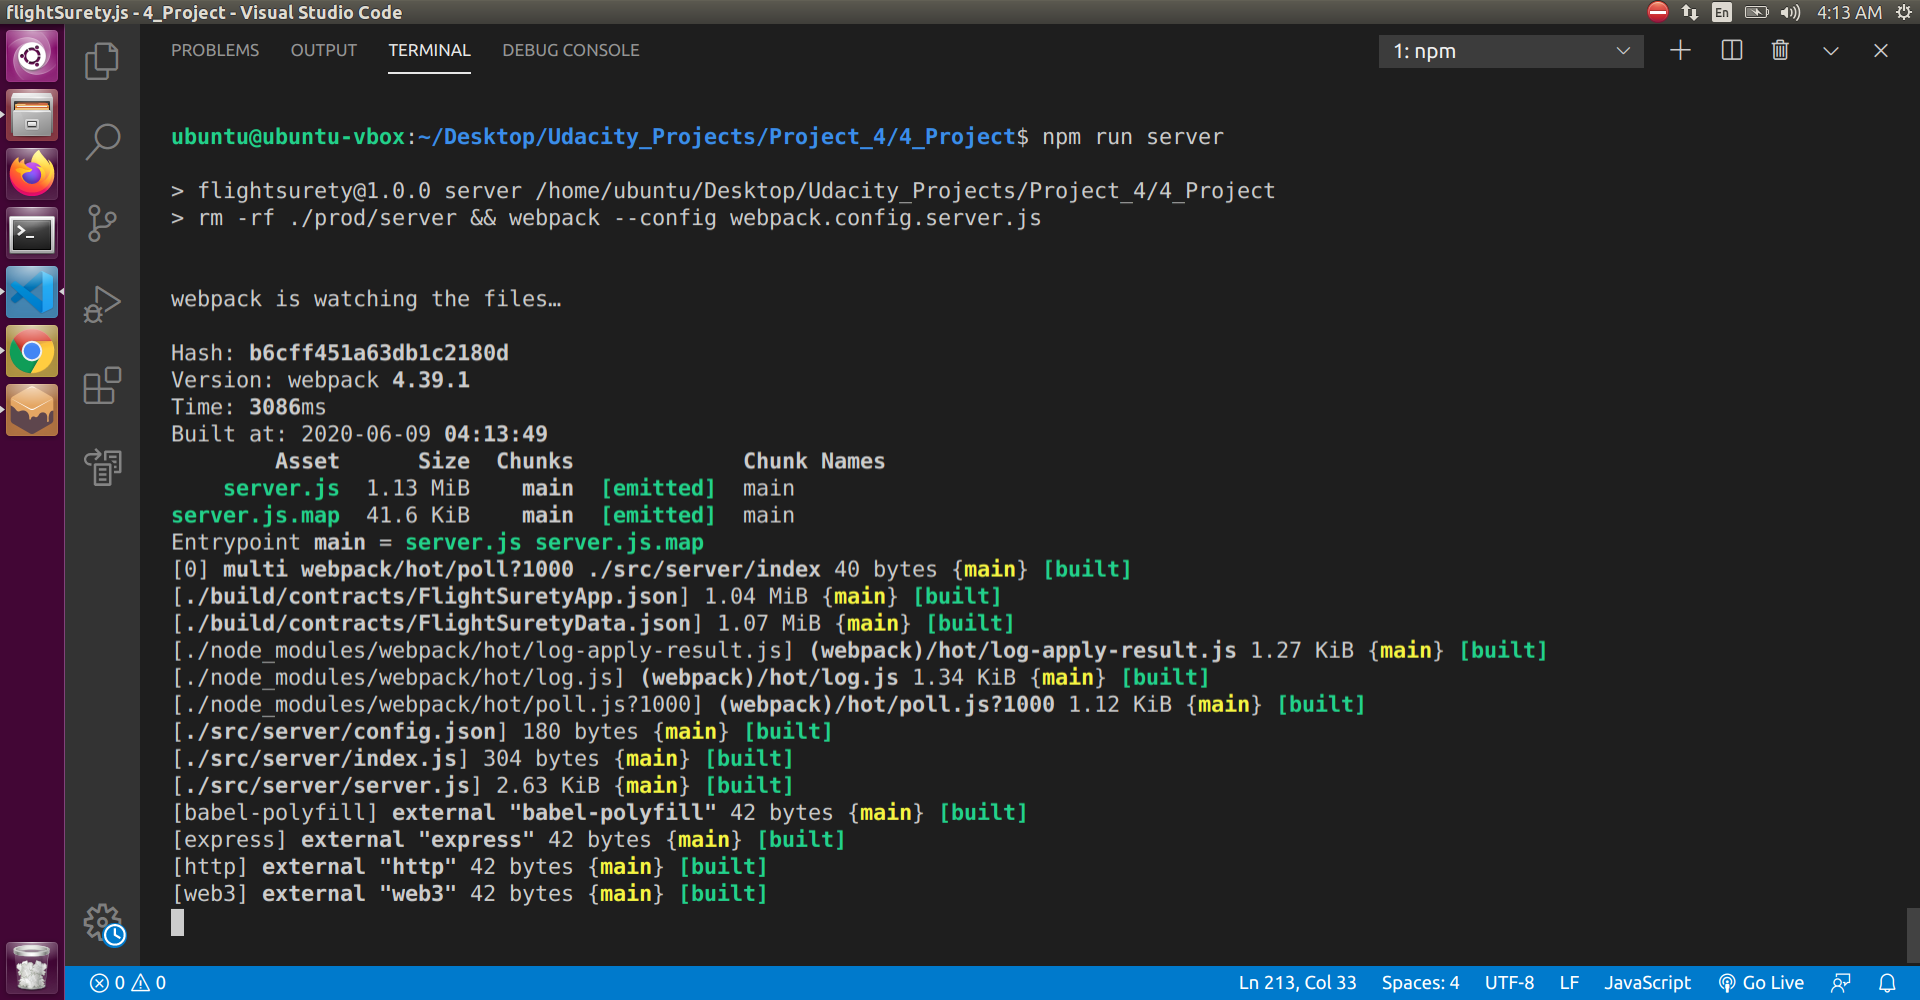 flightSurety.js - 4_Project - Visual Studio Code
En
4:13 AM
PROBLEMS OUTPUT TERMINAL DEBUG CONSOLE
1: npm
ubuntu@ubuntu-vbox:~/Desktop/Udacity_Projects/Project_4/4_Project$ npm run server
> flightsurety@1.0.0 server /home/ubuntu/Desktop/Udacity_Projects/Project_4/4_Project
> rm -rf ./prod/server && webpack --config webpack.config.server.js
webpack is watching the files…
Hash: b6cff451a63db1c2180d
Version: webpack 4.39.1
Time: 3086ms
Built at: 2020-06-09 04:13:49
Asset Size Chunks Chunk Names
server.js 1.13 MiB main [emitted] main
server.js.map 41.6 KiB main [emitted] main
Entrypoint main = server.js server.js.map
[0] multi webpack/hot/poll?1000 ./src/server/index 40 bytes {main} [built]
[./build/contracts/FlightSuretyApp.json] 1.04 MiB {main} [built]
[./build/contracts/FlightSuretyData.json] 1.07 MiB {main} [built]
[./node_modules/webpack/hot/log-apply-result.js] (webpack)/hot/log-apply-result.js 1.27 KiB {main} [built]
[./node_modules/webpack/hot/log.js] (webpack)/hot/log.js 1.34 KiB {main} [built]
[./node_modules/webpack/hot/poll.js?1000] (webpack)/hot/poll.js?1000 1.12 KiB {main} [built]
[./src/server/config.json] 180 bytes {main} [built]
[./src/server/index.js] 304 bytes {main} [built]
[./src/server/server.js] 2.63 KiB {main} [built]
[babel-polyfill] external "babel-polyfill" 42 bytes {main} [built]
[express] external "express" 42 bytes {main} [built]
[http] external "http" 42 bytes {main} [built]
[web3] external "web3" 42 bytes {main} [built]
0 0
Ln 213, Col 33 Spaces: 4 UTF-8 LF JavaScript Go Live